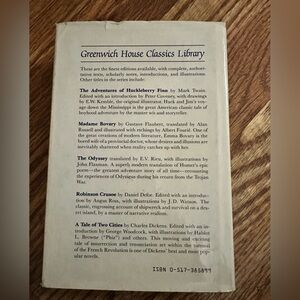 Greenwich House Classics Library
These are the finest editions available, with complete, authori-
tative texts, scholarly notes, introductions, and illustrations.
Other titles in the series include:
The Adventures of Huckleberry Finn by Mark Twain.
Edited with an introduction by Peter Coveney, with drawings
by E.W. Kemble, the original illustrator. Huck and Jim's voy-
age down the Mississippi is the great American classic tale of
boyhood adventure by the master wit and storyteller.
Madame Bovary by Gustave Flaubert, translated by Alan
Russell and illustrated with etchings by Albert Fourié. One of
the great creations of modern literature, Emma Bovary is the
bored wife of a provincial doctor, whose desires and illusions are
inevitably shattered when reality catches up with her.
The Odyssey translated by E.V. Rieu, with illustrations by
John Flaxman. A superb modern translation of Homer's epic
poem—the greatest adventure story of all time—recounting
the experiences of Odysseus during his return from the Trojan
War.
Robinson Crusoe by Daniel Defoe. Edited with an introduc-
tion by Angus Ross, with illustrations by J.D. Watson. The
classic, engrossing account of shipwreck and survival on a des-
ert island, by a master of narrative realism.
A Tale of Two Cities by Charles Dickens. Edited with an in-
troduction by George Woodcock, with illustrations by Hablot
L. Browne ("Phiz") and others. This moving and exciting
tale of insurrection and resurrection set within the
of the French Revolution is one of Dickens' best and most pop-
ular novels.
ISBN 0-517-385899